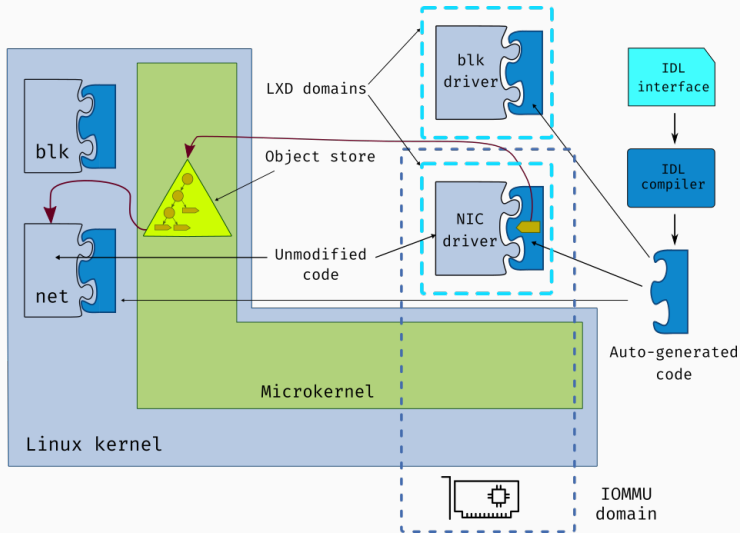 blk
driver
LXD domains
IDL
interface
blk
Object store
IDL
compiler
NIC
driver
Unmodified
code
net
Auto-generated
code
Microkernel
Linux kernel
IOMMU
domain